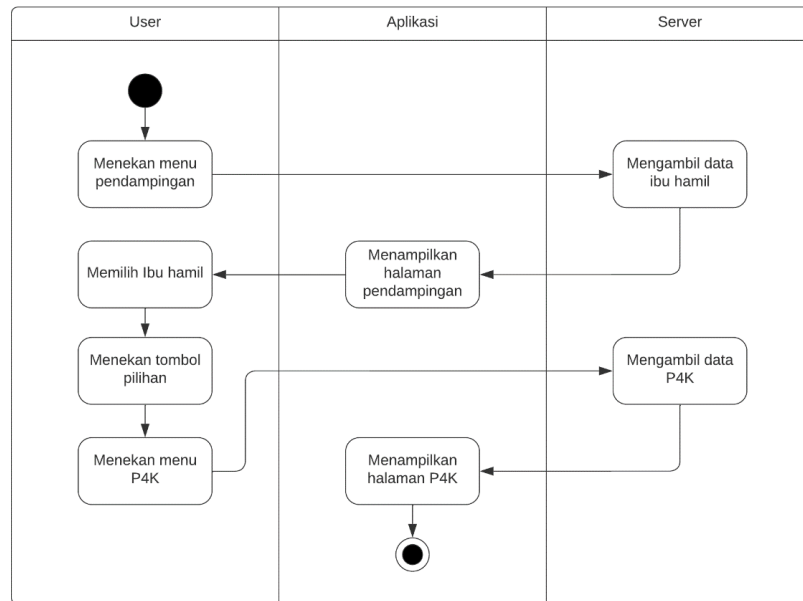 User
Aplikasi
Server
Menekan menu
pendampingan
Mengambil data
ibu hamil
Menampilkan
halaman
pendampingan
Memilih Ibu hamil
Menekan tombol
pilihan
Menekan menu
P4K
Mengambil data
P4K
Menampilkan
halaman P4K